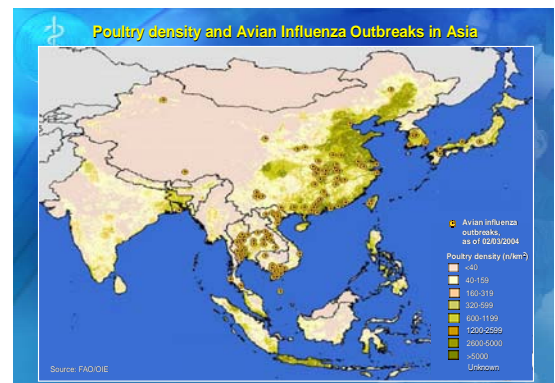 Poultry density and Avian Influenza Outbreaks in Asia
Avian influenza
outbreaks,
as of 02/03/2004
Poultry density (n/km²)
<40
40-159
160-319
320-599
600-1199
1200-2599
2600-5000
>5000
Unknown
Source: FAO/OIE